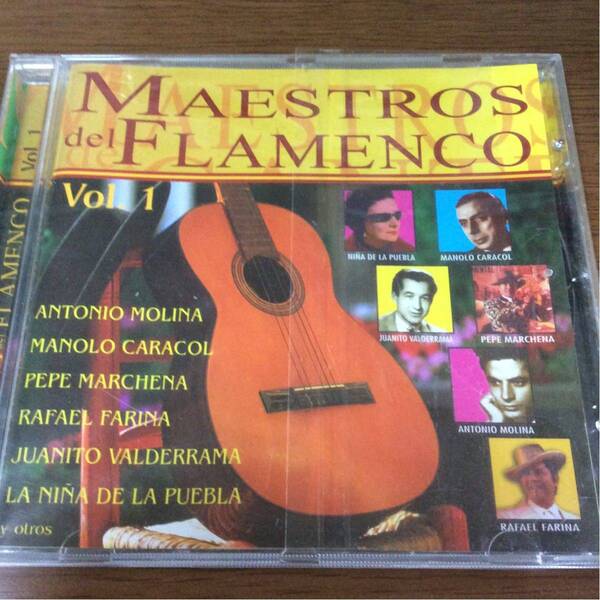 MAESTROS
del FLAMENCO
Vol. 1
NIÑA DE LA PUEBLA
MANOLO CARACOL
JUANITO VALDERRAMA
PEPE MARCHENA
ANTONIO MOLINA
RAFAEL FARINA
ANTONIO MOLINA
MANOLO CARACOL
PEPE MARCHENA
RAFAEL FARINA
JUANITO VALDERRAMA
LA NIÑA DE LA PUEBLA
y otros
FLAMENCO Vol. 1